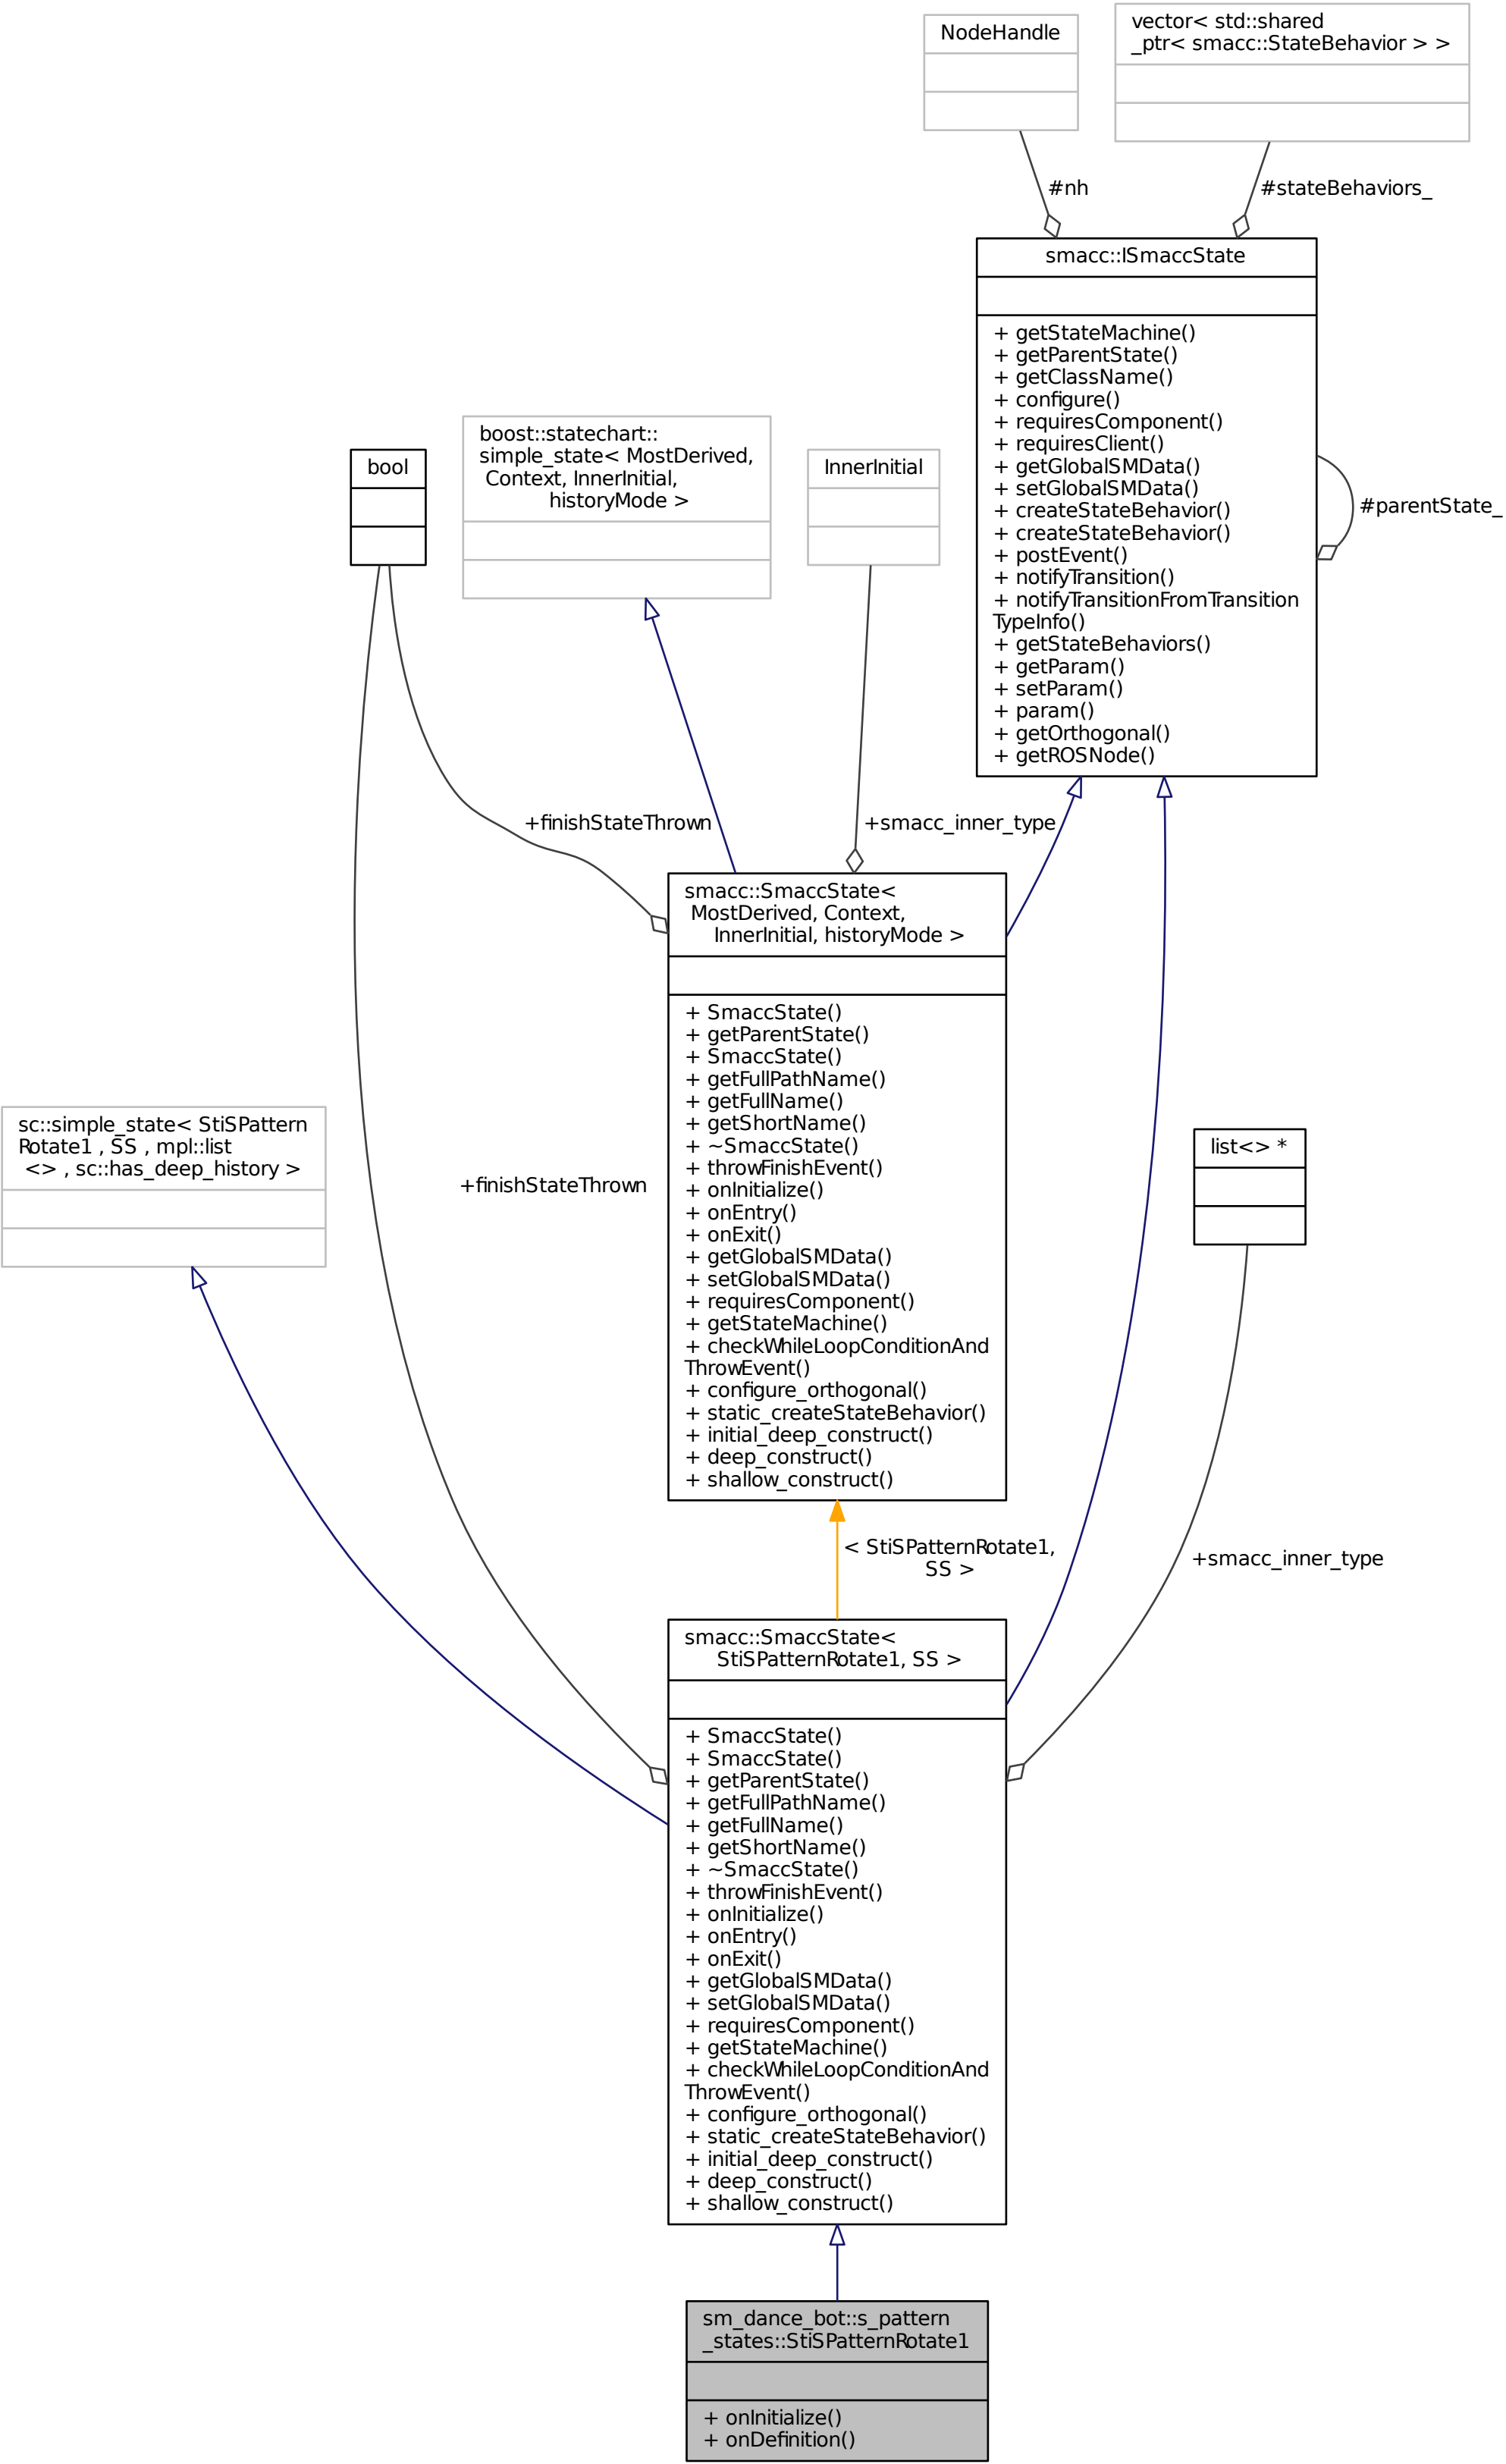 NodeHandle
vector< std::shared
_ptr< smacc::StateBehavior > >
#nh
#stateBehaviors_
smacc::ISmaccState
+ getStateMachine()
+ getParentState()
+ getClassName()
+ configure()
+ requiresComponent()
+ requiresClient()
+ getGlobalSMData()
+ setGlobalSMData()
+ createStateBehavior()
+ createStateBehavior()
+ postEvent()
+ notifyTransition()
+ notifyTransitionFromTransition
TypeInfo()
+ getStateBehaviors()
+ getParam()
+ setParam()
+ param()
+ getOrthogonal()
+ getROSNode()
#parentState_
bool
boost::statechart::
simple_state< MostDerived,
Context, InnerInitial,
historyMode >
InnerInitial
+finishStateThrown
+smacc_inner_type
smacc::SmaccState<
MostDerived, Context,
InnerInitial, historyMode >
+ SmaccState()
+ getParentState()
+ SmaccState()
+ getFullPathName()
+ getFullName()
+ getShortName()
+ ~SmaccState()
+ throwFinishEvent()
+ onInitialize()
+ onEntry()
+ onExit()
+ getGlobalSMData()
+ setGlobalSMData()
+ requiresComponent()
+ getStateMachine()
+ checkWhileLoopConditionAnd
ThrowEvent()
+ configure_orthogonal()
+ static_createStateBehavior()
+ initial_deep_construct()
+ deep_construct()
+ shallow_construct()
sc::simple_state< StiSPattern
Rotate1 , SS , mpl::list
<> , sc::has_deep_history >
+finishStateThrown
list<> *
< StiSPatternRotate1,
SS >
+smacc_inner_type
smacc::SmaccState<
StiSPatternRotate1, SS >
+ SmaccState()
+ SmaccState()
+ getParentState()
+ getFullPathName()
+ getFullName()
+ getShortName()
+ ~SmaccState()
+ throwFinishEvent()
+ onInitialize()
+ onEntry()
+ onExit()
+ getGlobalSMData()
+ setGlobalSMData()
+ requiresComponent()
+ getStateMachine()
+ checkWhileLoopConditionAnd
ThrowEvent()
+ configure_orthogonal()
+ static_createStateBehavior()
+ initial_deep_construct()
+ deep_construct()
+ shallow_construct()
sm_dance_bot::s_pattern
_states::StiSPatternRotate1
+ onInitialize()
+ onDefinition()